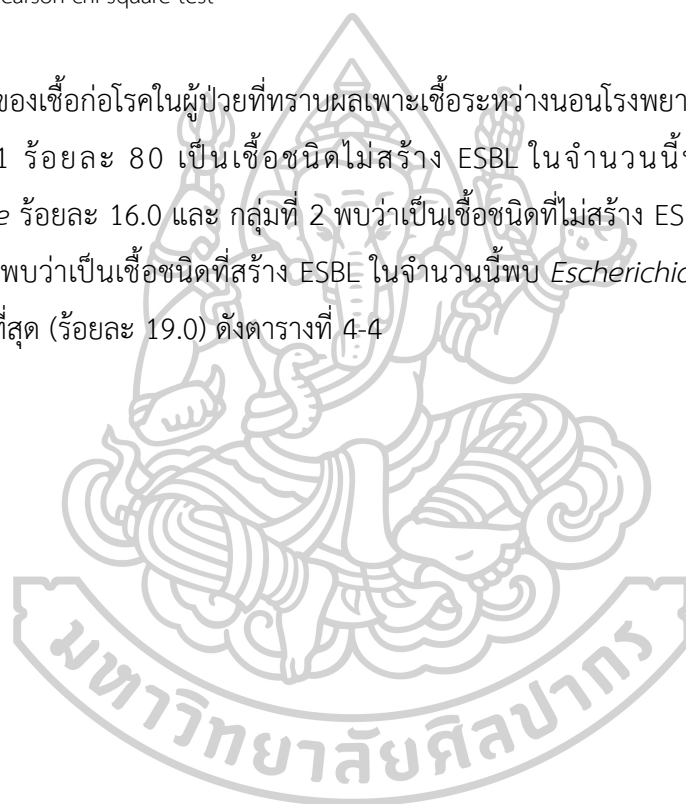 earson chi-square test
ของเชื้อก่อโรคในผู้ป่วยที่ทราบผลเพาะเชื้อระหว่างนอนโรงพยา
1 ร้อยละ 80 เป็นเชื้อชนิดไม่สร้าง ESBL ในจำนวนนี้
e ร้อยละ 16.0 และ กลุ่มที่ 2 พบว่าเป็นเชื้อชนิดที่ไม่สร้าง ES
พบว่าเป็นเชื้อชนิดที่สร้าง ESBL ในจำนวนนี้พบ Escherichic
ที่สุด (ร้อยละ 19.0) ดังตารางที่ 4-4
มหาวิทยาลัยศิลปากร